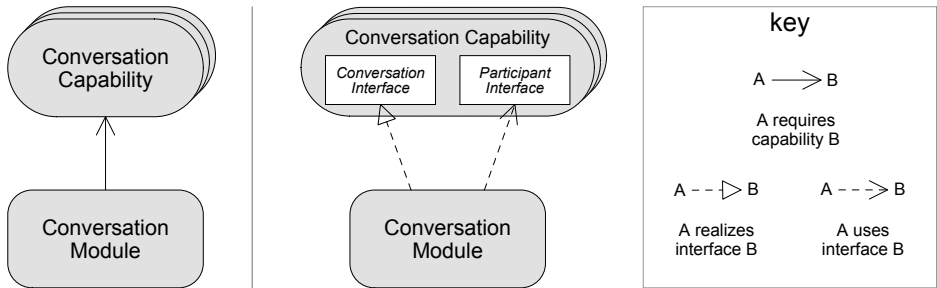 Conversation
Capability
Conversation
Module
Conversation Capability
Conversation
Interface
Participant
Interface
Conversation
Module
key
A B
A requires
capability B
A B
A realizes
interface B
A B
A uses
interface B